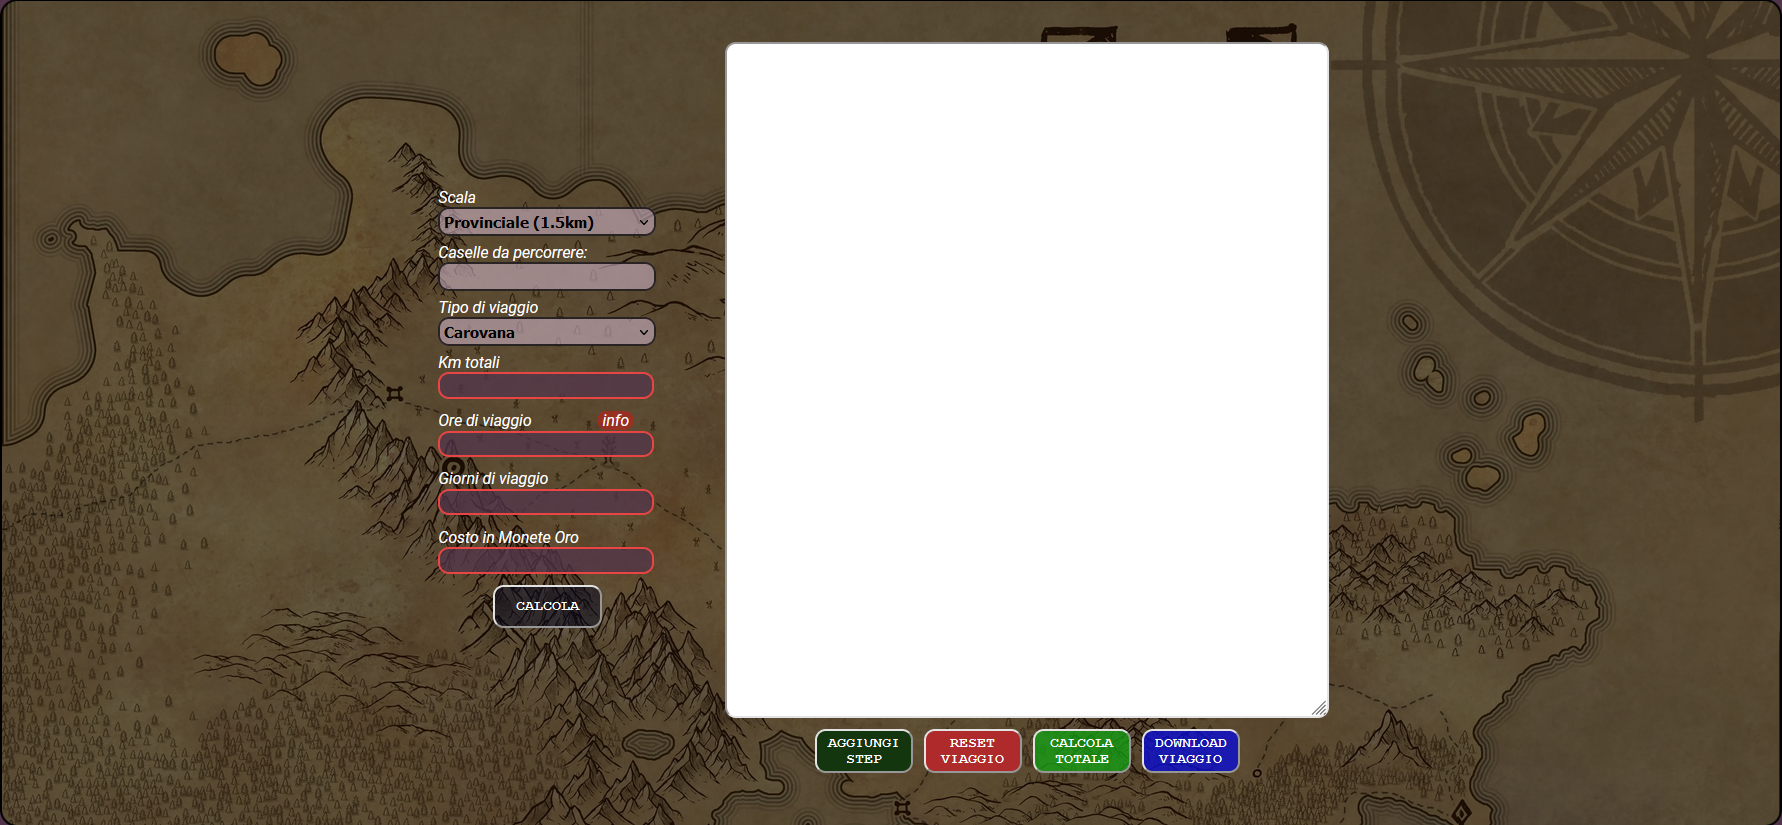 Scala
Provinciale (1.5km)
Caselle da percorrere:
Tipo di viaggio
Carovana
Km totali
Ore di viaggio info
Giorni di viaggio
Costo in Monete Oro
CALCOLA
AGGIUNGI
STEP
RESET
VIAGGIO
CALCOLA
TOTALE
DOWNLOAD
VIAGGIO